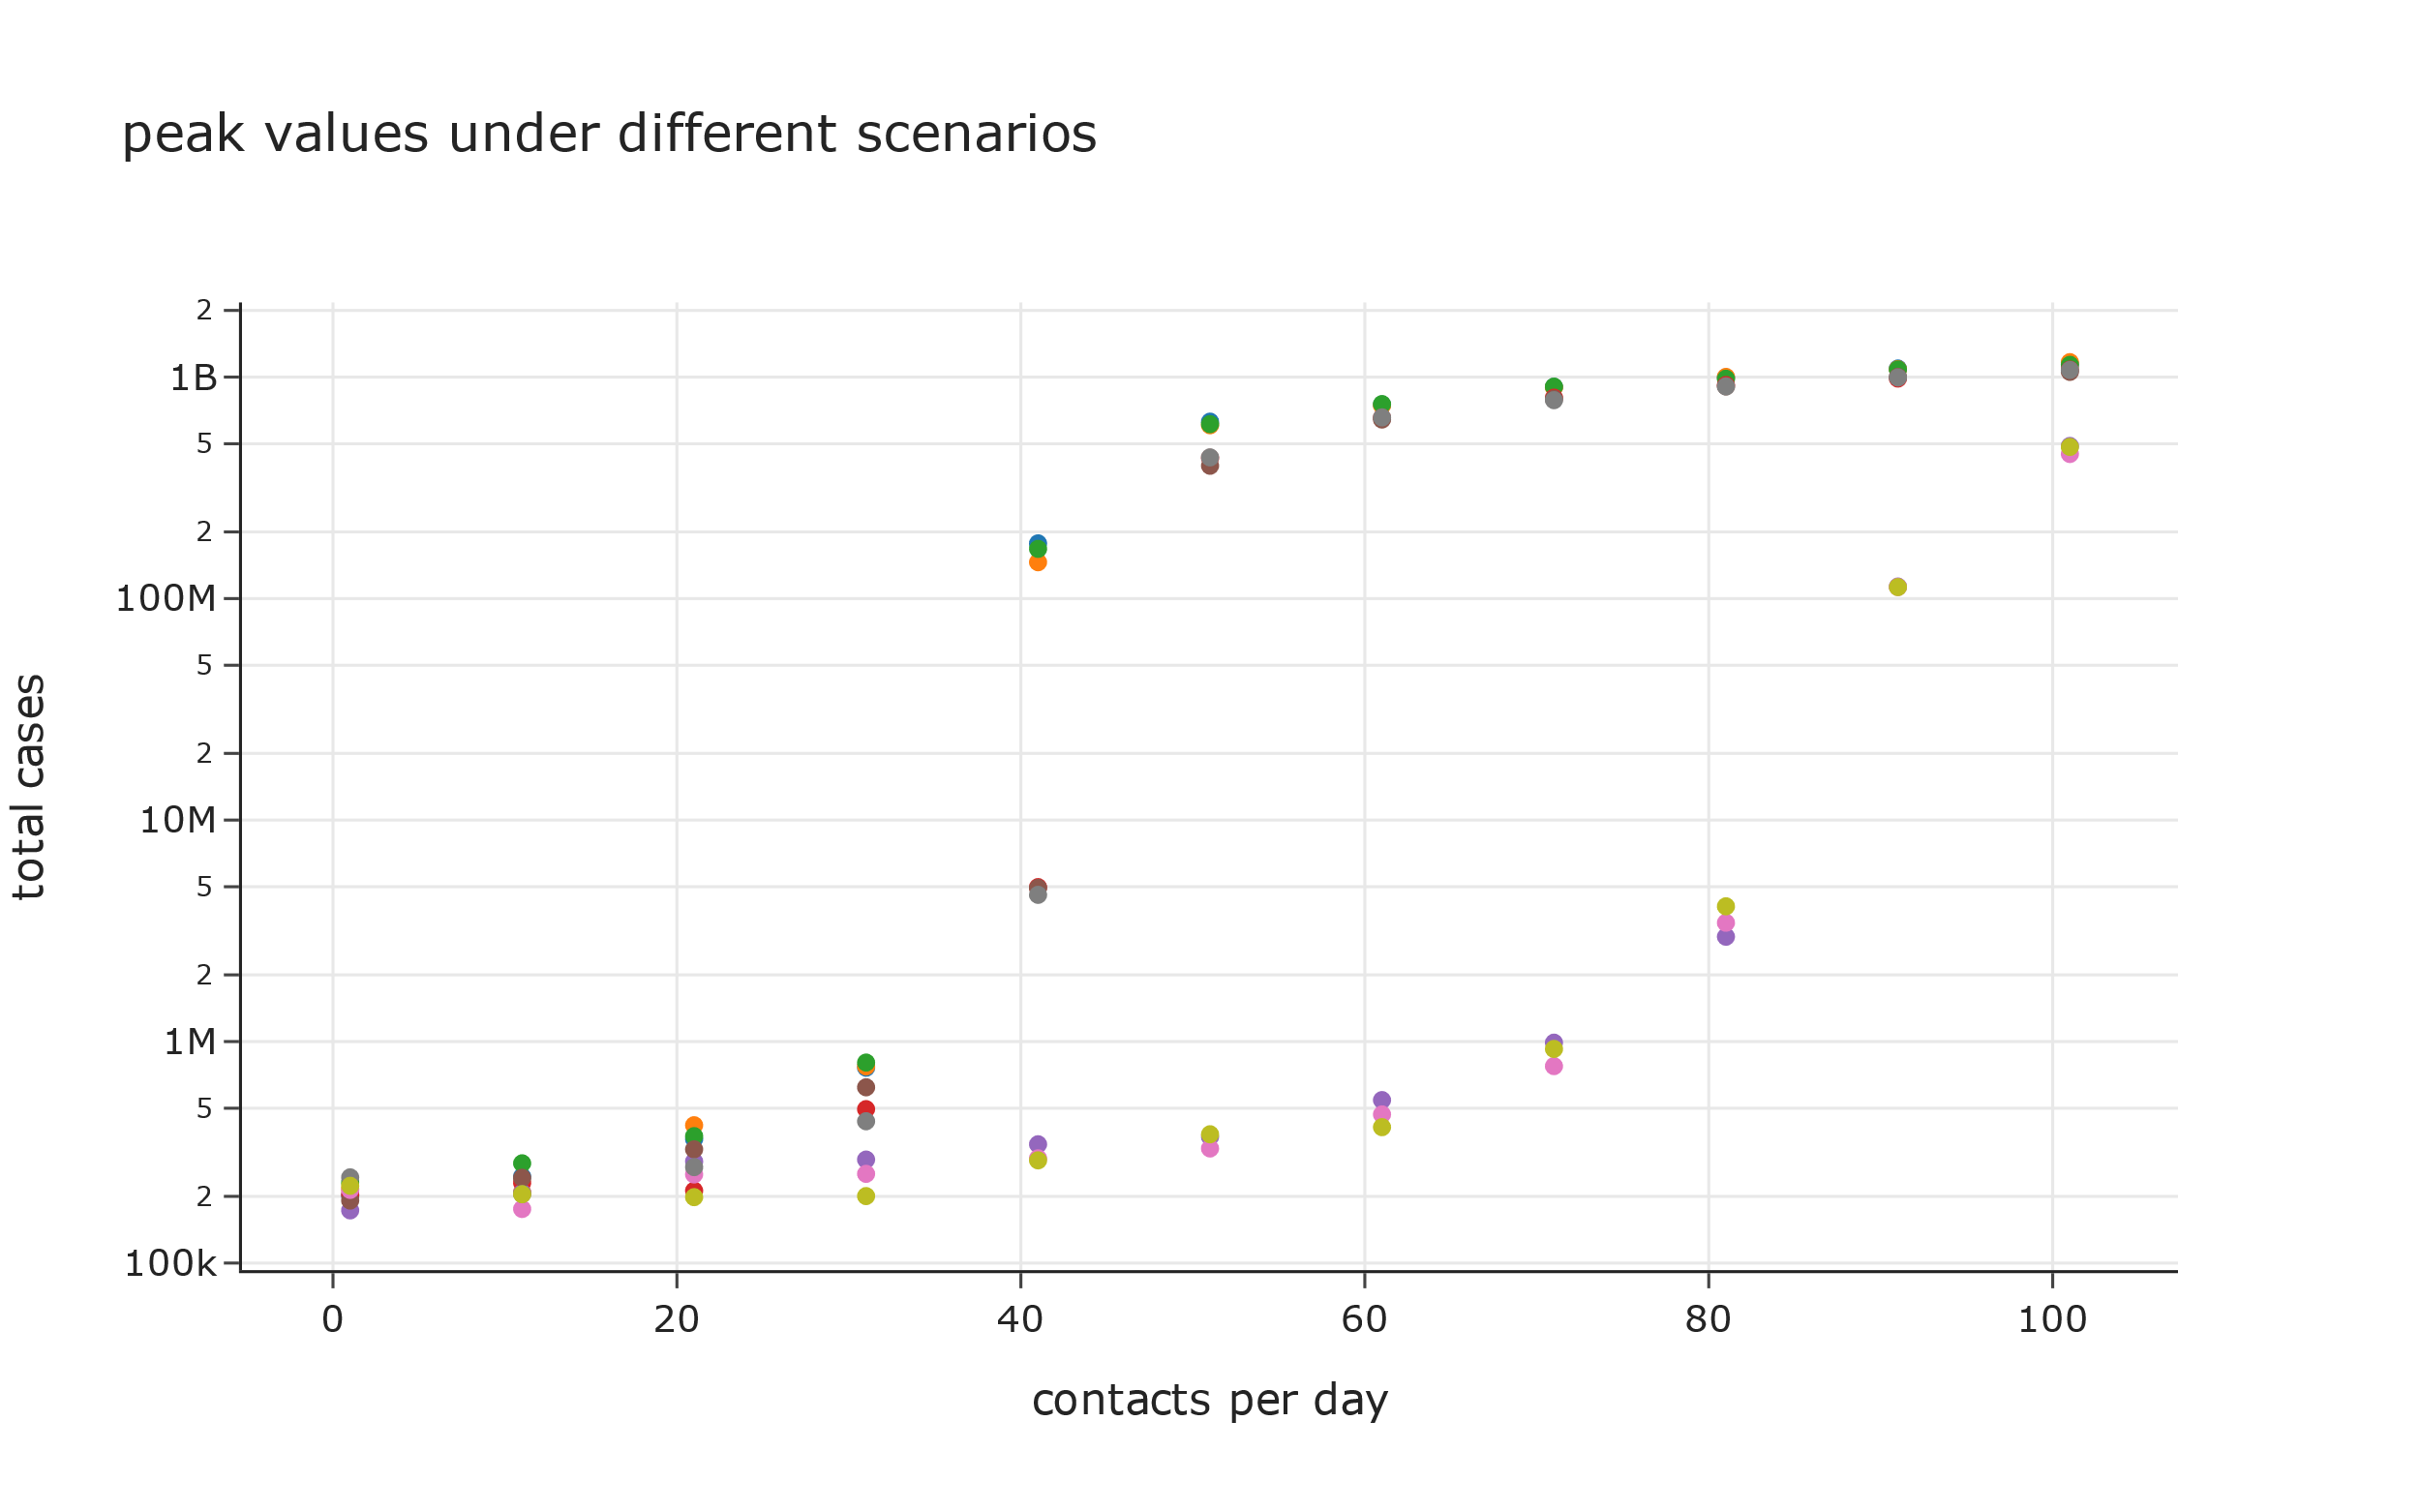 peak values under different scenarios
2
1B
5
2
100M
5
2
10M
5
2
1M
5
2
100k
total cases
0 20 40 60 80 100
contacts per day